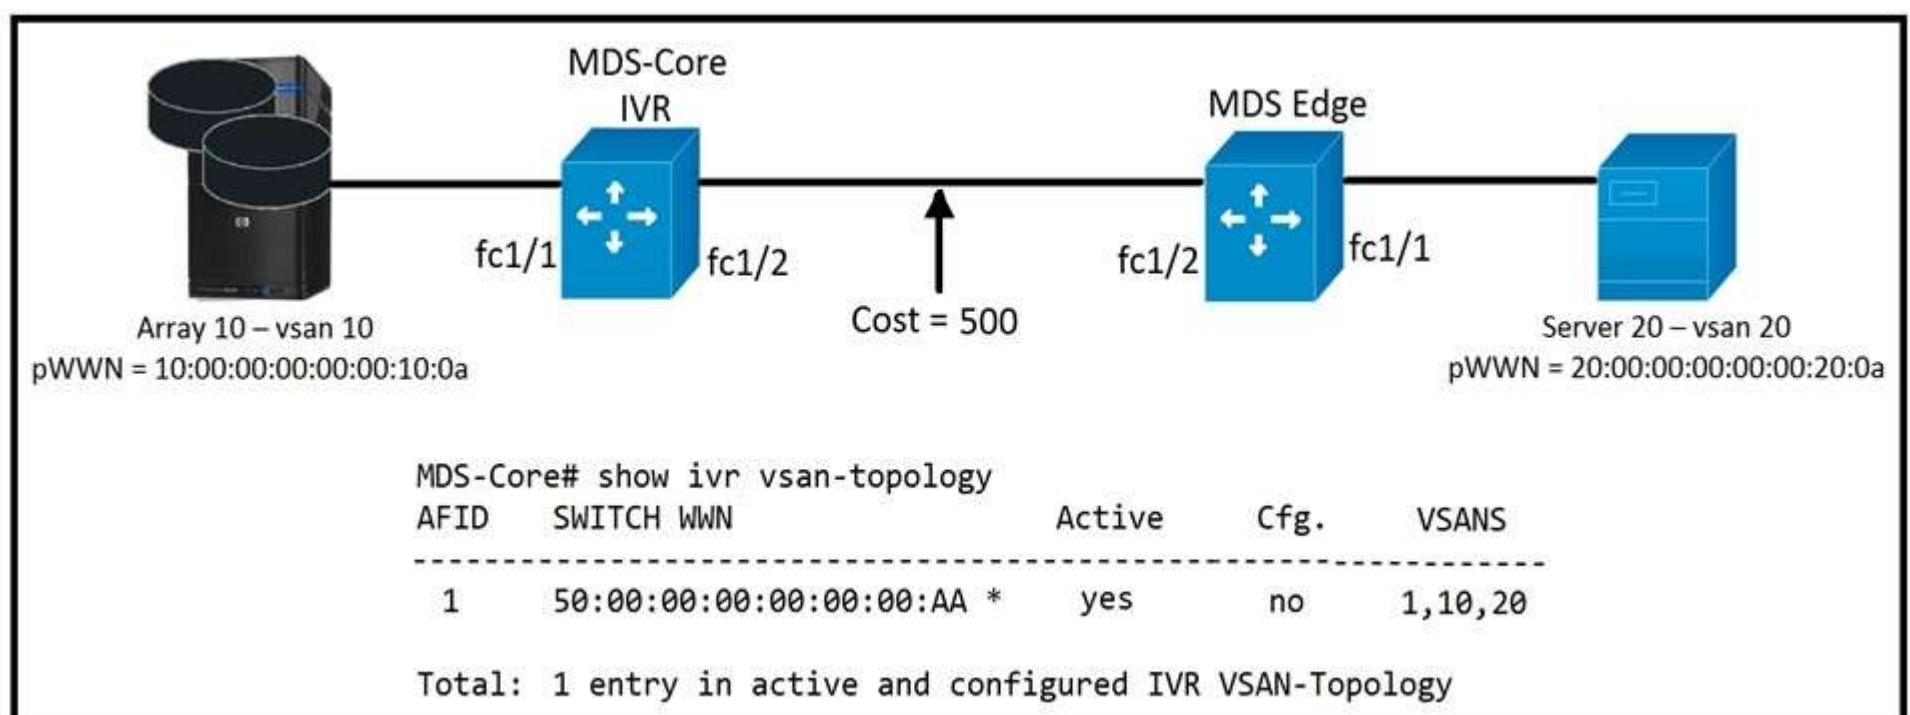 MDS-Core
IVR
MDS Edge
fc1/1
fc1/2
fc1/2
fc1/1
Cost = 500
Array 10 – vsan 10
pWWN = 10:00:00:00:00:00:10:0a
Server 20 – vsan 20
pWWN = 20:00:00:00:00:00:20:0a
MDS-Core# show ivr vsan-topology
AFID SWITCH WWN Active Cfg. VSANS
------------------------------------------------------------
1 50:00:00:00:00:00:00:AA * yes no 1,10,20
Total: 1 entry in active and configured IVR VSAN-Topology